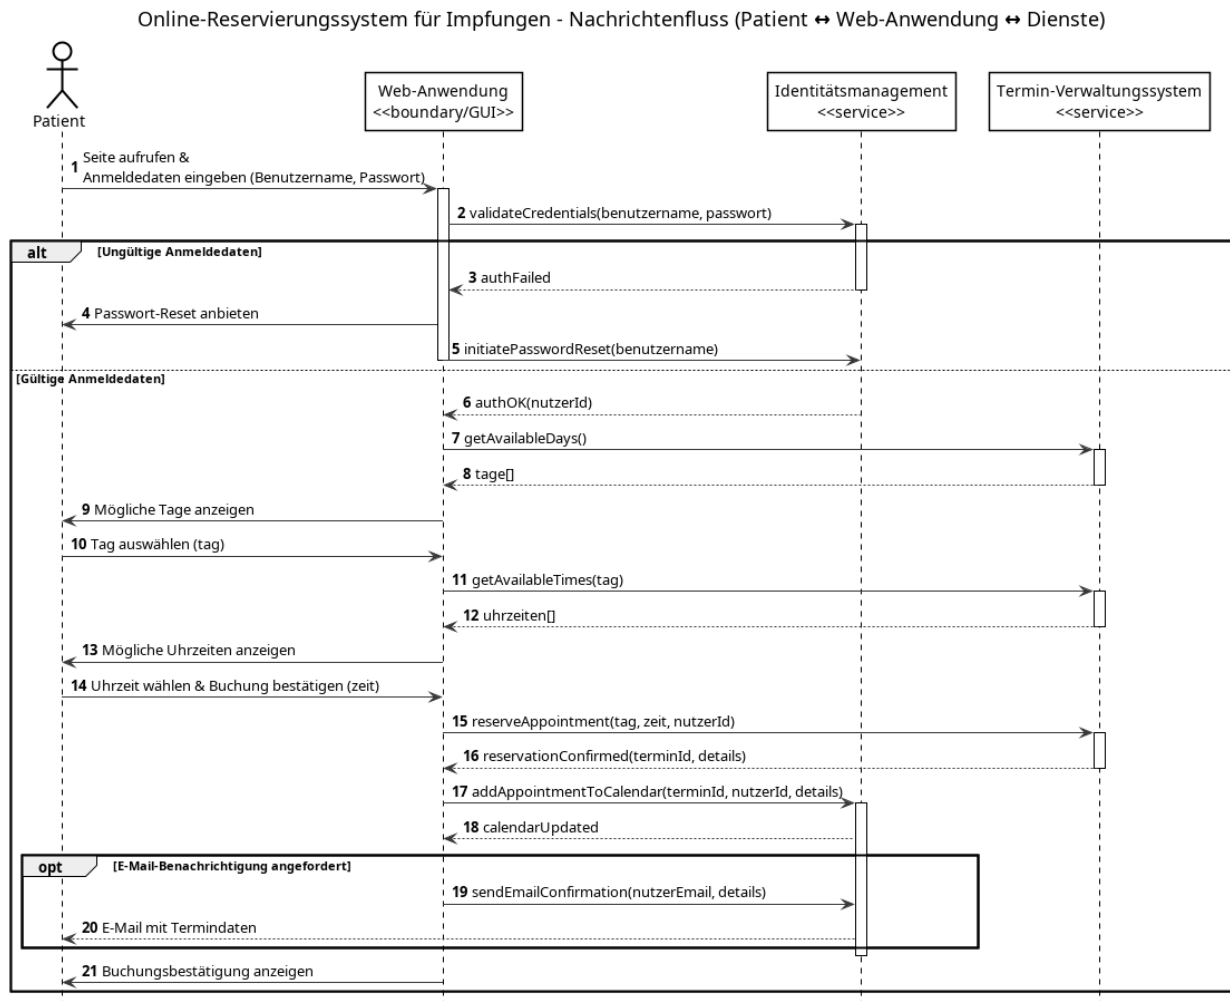 Online-Reservierungssystem für Impfungen - Nachrichtenfluss (Patient ↔ Web-Anwendung ↔ Dienste)
Patient
Web-Anwendung
<<boundary/GUI>>
Identitätsmanagement
<<service>>
Termin-Verwaltungssystem
<<service>>
1 Seite aufrufen &
Anmeldedaten eingeben (Benutzername, Passwort)
2 validateCredentials(benutzername, passwort)
alt [Ungültige Anmeldedaten]
3 authFailed
4 Passwort-Reset anbieten
5 initiatePasswordReset(benutzername)
[Gültige Anmeldedaten]
6 authOK(nutzerId)
7 getAvailableDays()
8 tage[]
9 Mögliche Tage anzeigen
10 Tag auswählen (tag)
11 getAvailableTimes(tag)
12 uhrzeiten[]
13 Mögliche Uhrzeiten anzeigen
14 Uhrzeit wählen & Buchung bestätigen (zeit)
15 reserveAppointment(tag, zeit, nutzerId)
16 reservationConfirmed(terminId, details)
17 addAppointmentToCalendar(terminId, nutzerId, details)
18 calendarUpdated
opt [E-Mail-Benachrichtigung angefordert]
19 sendEmailConfirmation(nutzerEmail, details)
20 E-Mail mit Termindaten
21 Buchungsbestätigung anzeigen